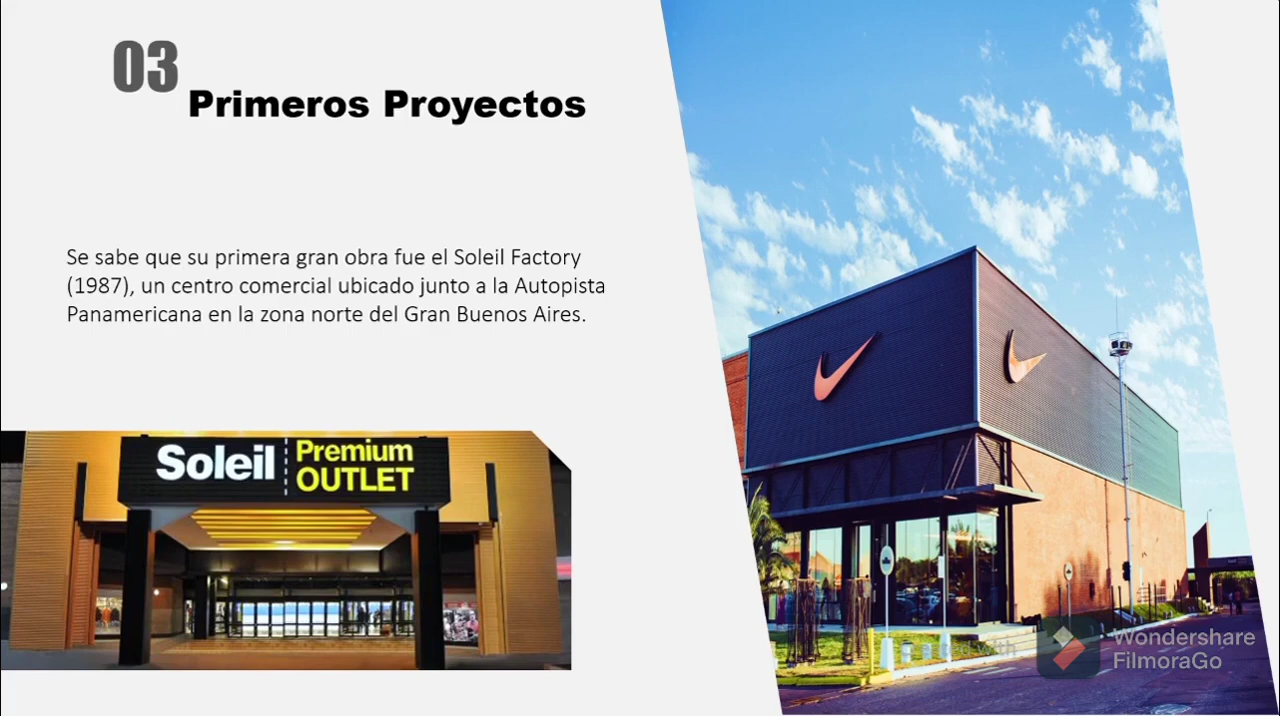 03
Primeros Proyectos
Se sabe que su primera gran obra fue el Soleil Factory
(1987), un centro comercial ubicado junto a la Autopista
Panamericana en la zona norte del Gran Buenos Aires.
Soleil
Premium
OUTLET
Wondershare
FilmoraGo